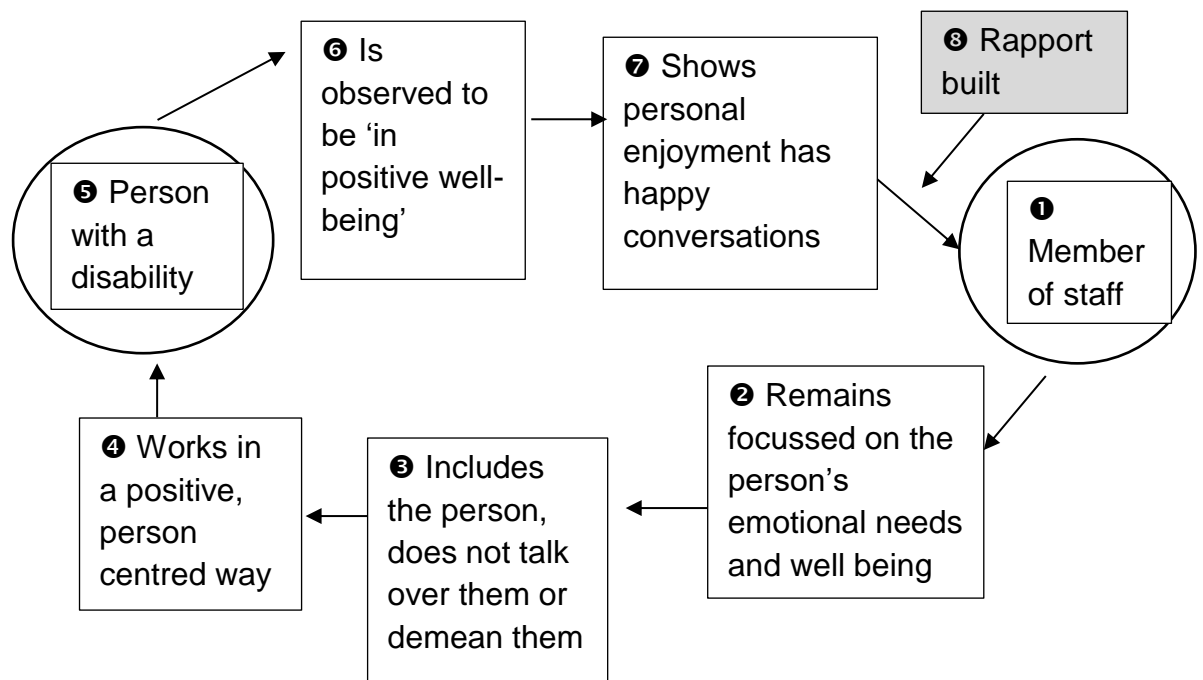 ❶
Member
of staff
❷ Remains
focussed on the
person’s
emotional needs
and well being
❸ Includes
the person,
does not talk
over them or
demean them
❹ Works in
a positive,
person
centred way
❺ Person
with a
disability
❻ Is
observed to
be ‘in
positive well-
being’
❼ Shows
personal
enjoyment has
happy
conversations
❽ Rapport
built